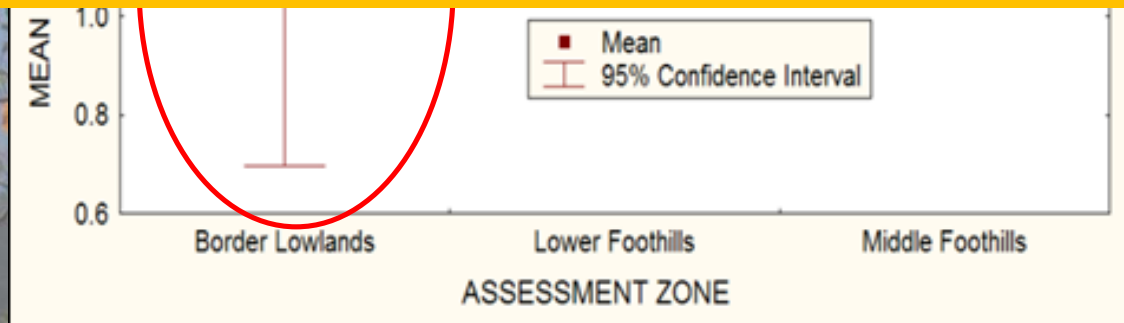 1.0
MEAN
Mean
95% Confidence Interval
0.8
0.6
Border Lowlands Lower Foothills Middle Foothills
ASSESSMENT ZONE